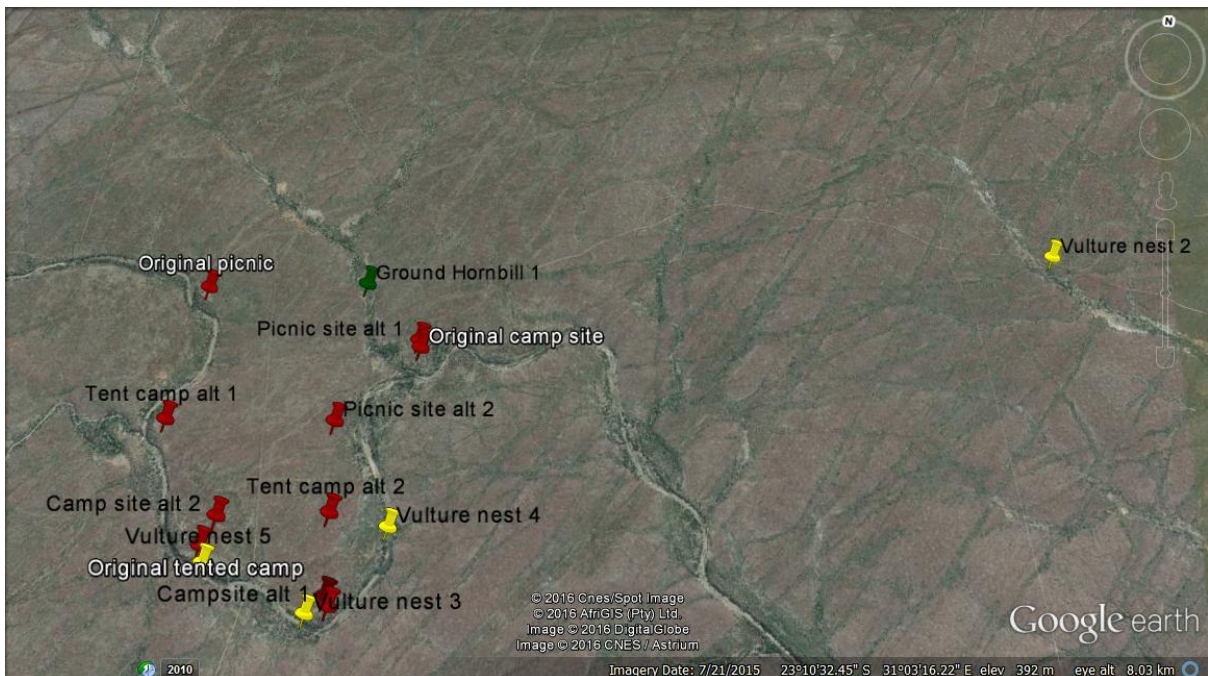 N
Vulture nest 2
Original picnic
Ground Hornbill 1
Picnic site alt 1
Original camp site
Tent camp alt 1
Picnic site alt 2
Tent camp alt 2
Camp site alt 2
Vulture nest 4
Vulture nest 5
Original tented camp
Campsite alt 1
Vulture nest 3
© 2016 Cnes/Spot Image
© 2016 AfriGIS (Pty) Ltd.
Image © 2016 DigitalGlobe
Image © 2016 CNES / Astrium
Google earth
2010
Imagery Date: 7/21/2015 23°10'32.45" S 31°03'16.22" E elev 392 m eye alt 8.03 km